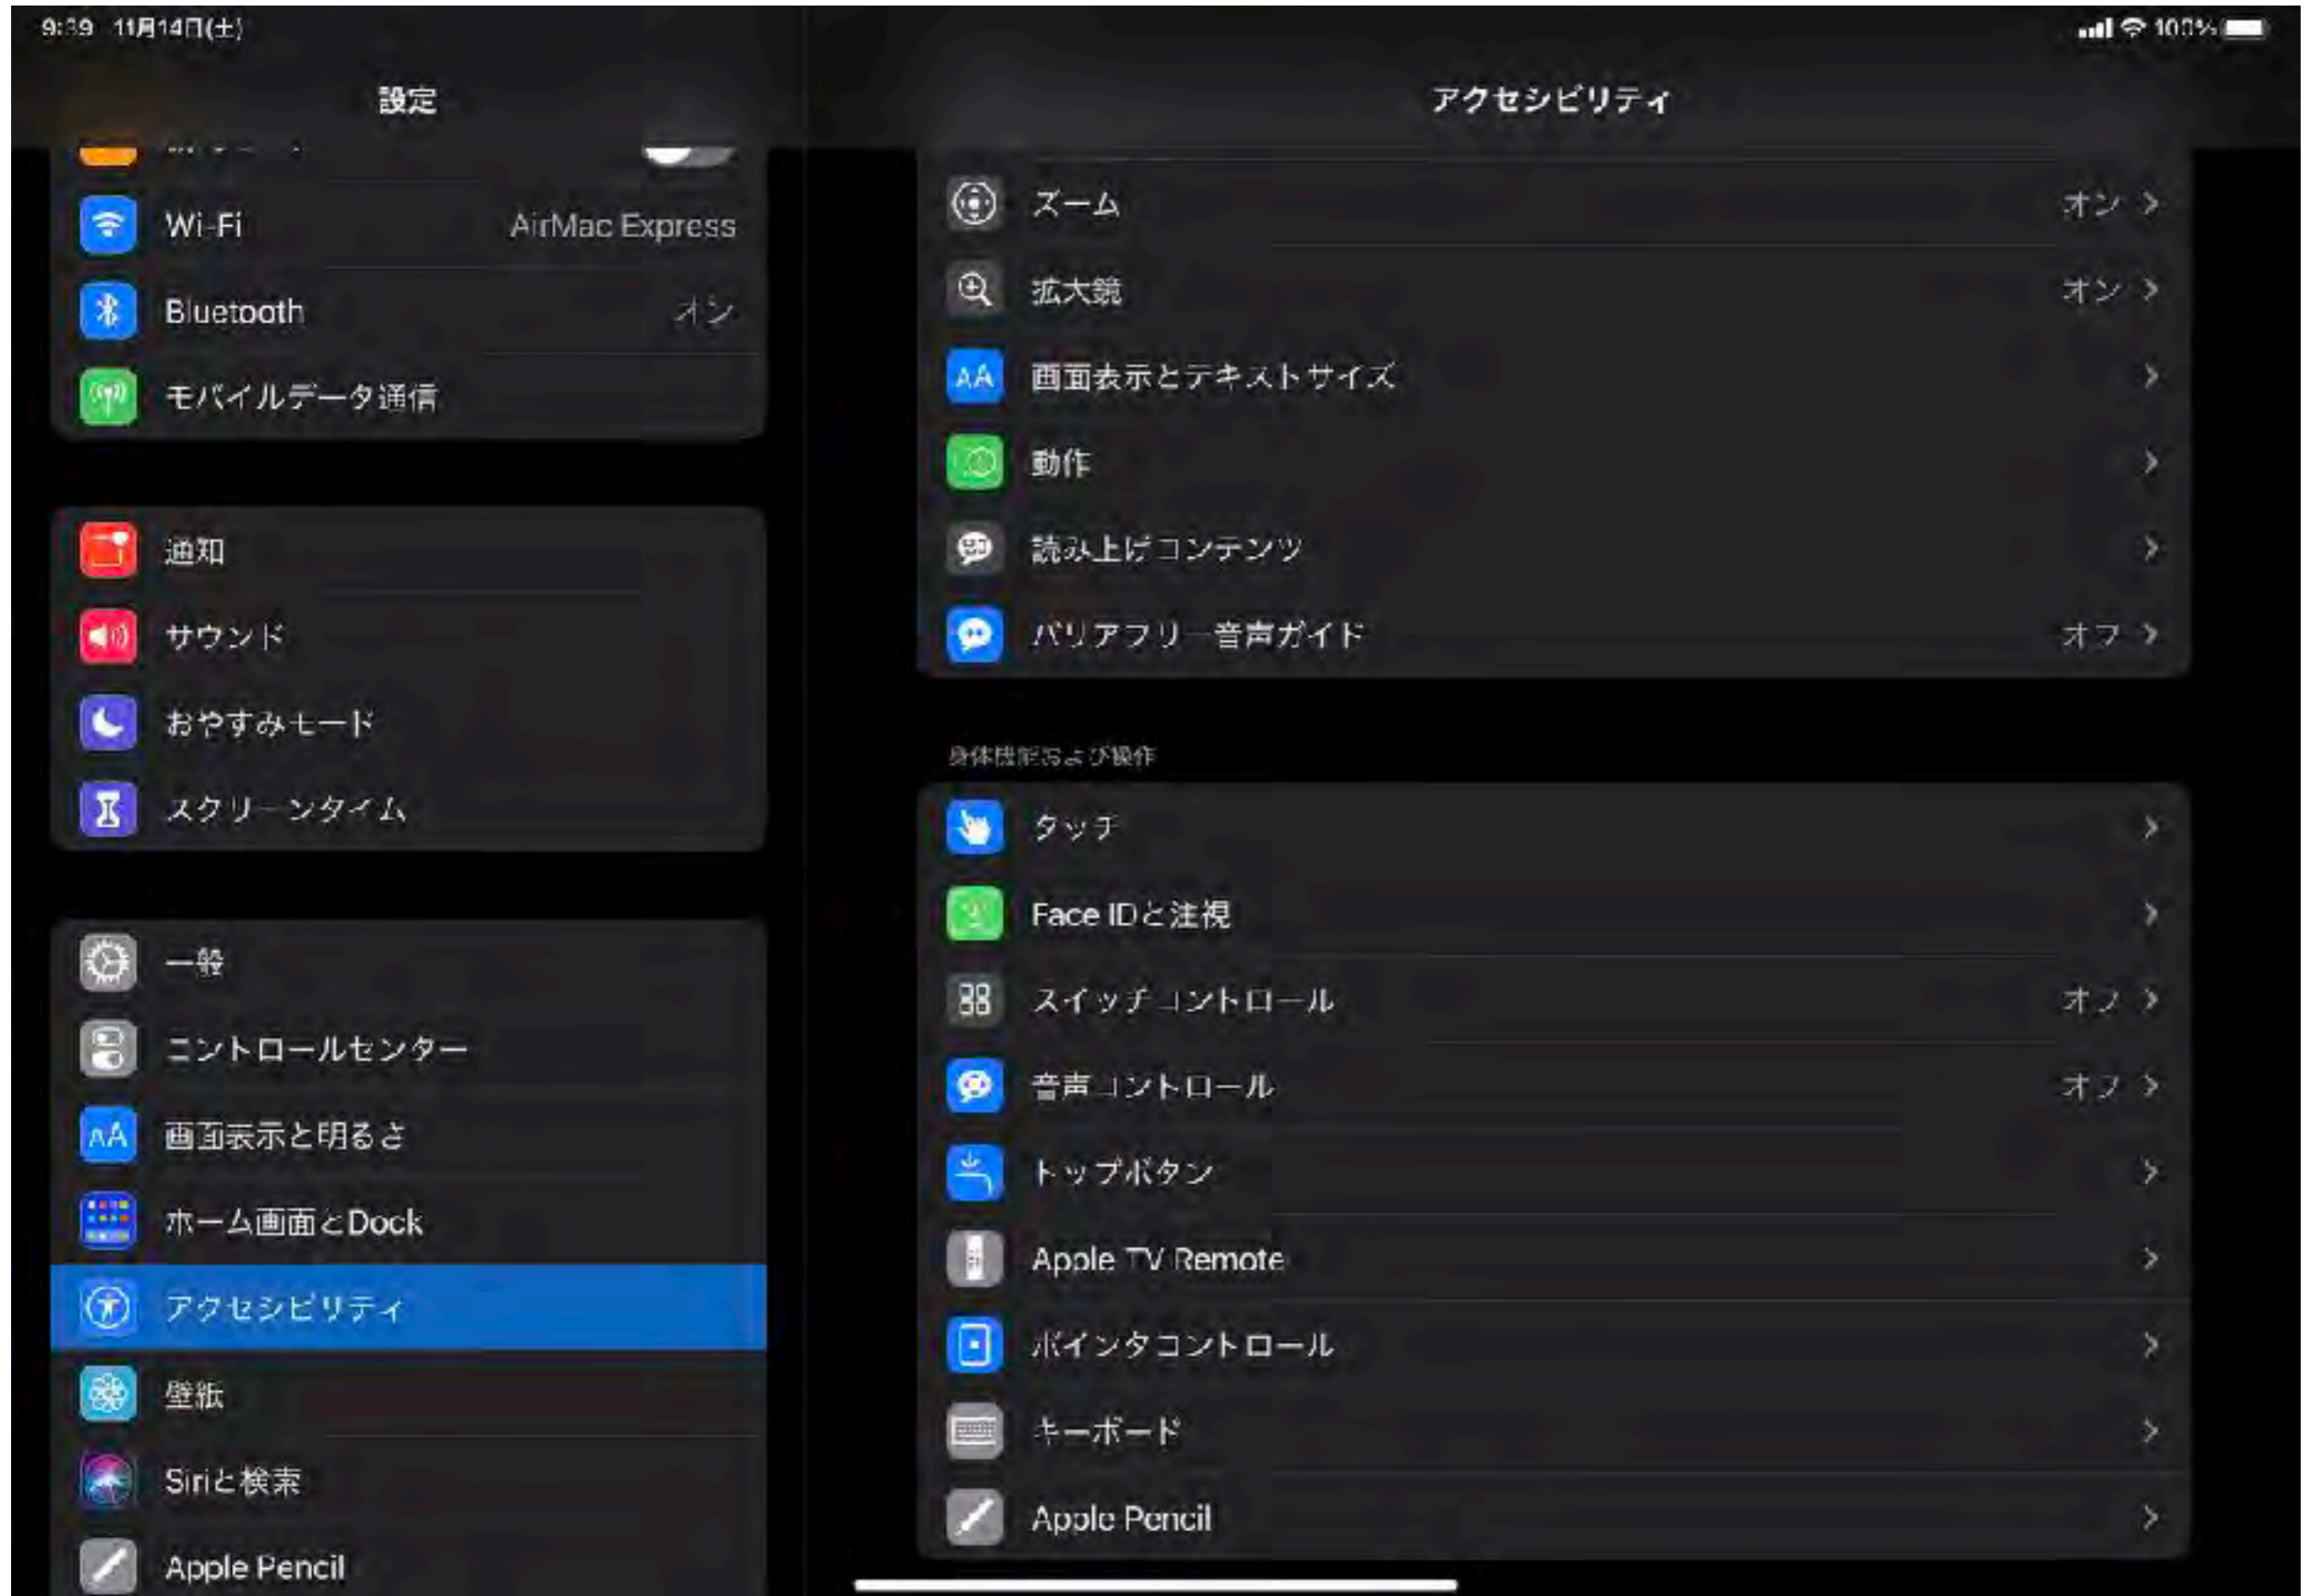 9:39 11月14日(土)
100%
設定
Wi-Fi AirMac Express
Bluetooth オン
モバイルデータ通信
通知
サウンド
おやすみモード
スクリーンタイム
一般
コントロールセンター
画面表示と明るさ
ホーム画面とDock
アクセシビリティ
壁紙
Siriと検索
Apple Pencil
アクセシビリティ
ズーム オン
拡大鏡 オン
画面表示とテキストサイズ
動作
読み上げコンテンツ
バリアフリー音声ガイド オフ
身体機能および操作
タッチ
Face IDと注視
スイッチコントロール オフ
音声コントロール オフ
トップボタン
Apple TV Remote
ポインタコントロール
キーボード
Apple Pencil